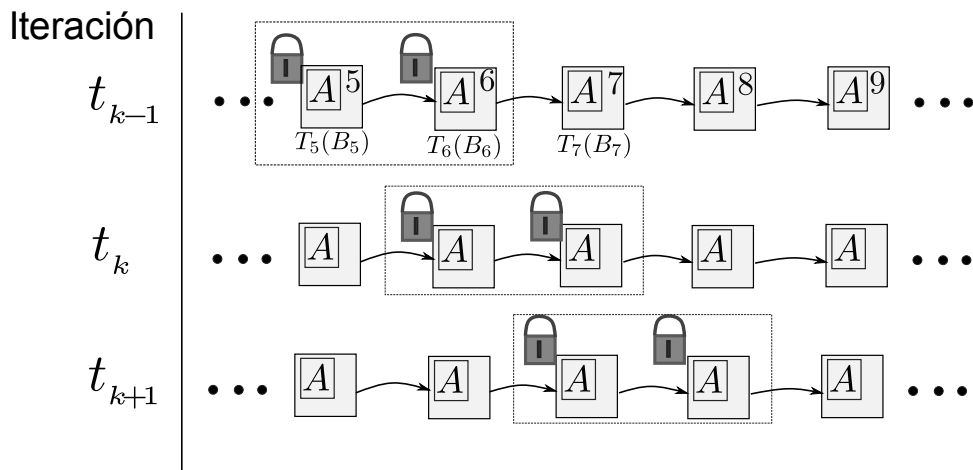 Iteración
t_{k-1} ... A 5 A 6 A 7 A 8 A 9 ...
T_5(B_5) T_6(B_6) T_7(B_7)
t_k ... A A A A A ...
t_{k+1} ... A A A A A ...